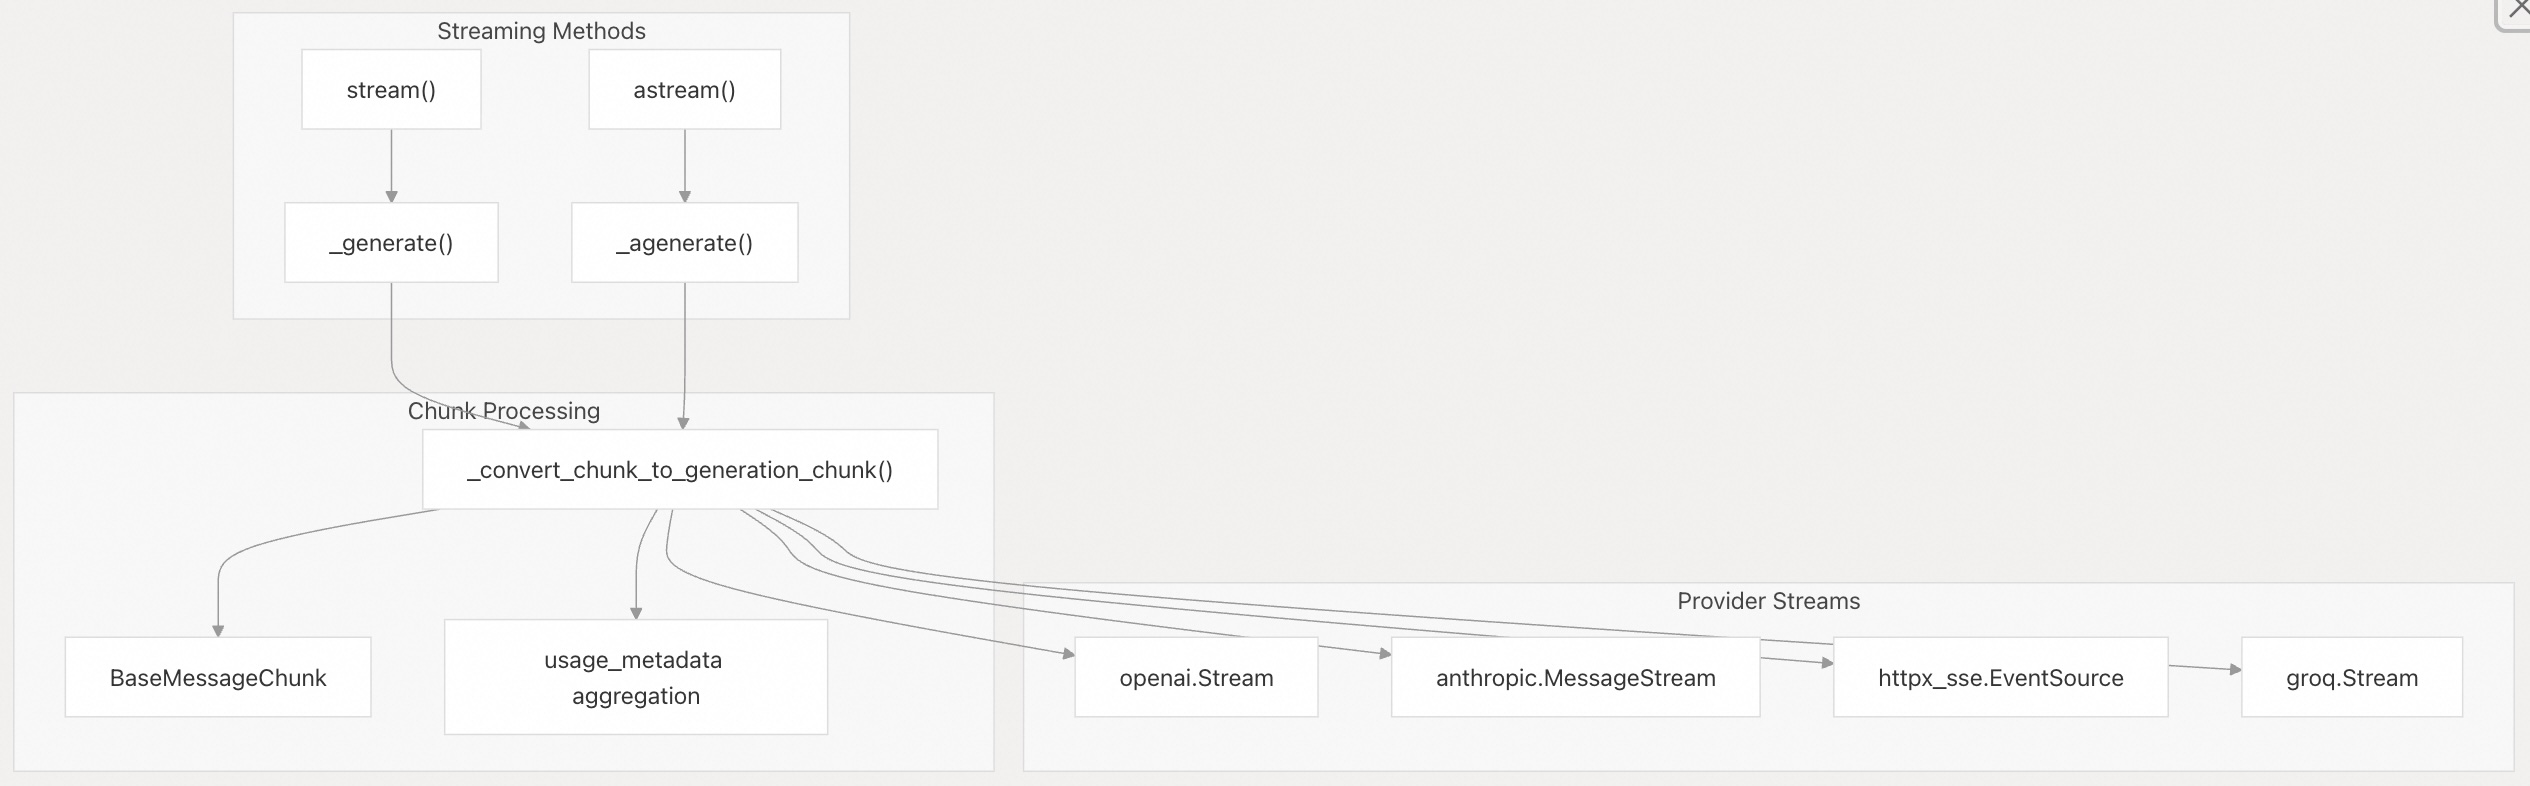 Streaming Methods
stream()
astream()
_generate()
_agenerate()
Chunk Processing
_convert_chunk_to_generation_chunk()
Provider Streams
BaseMessageChunk
usage_metadata
aggregation
openai.Stream
anthropic.MessageStream
httpx_sse.EventSource
groq.Stream